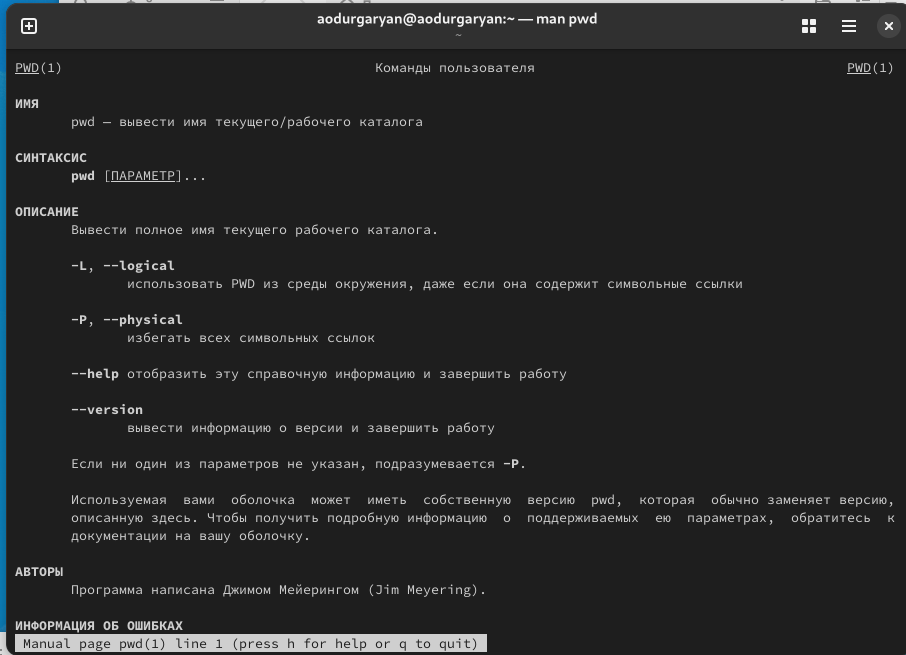 aodurgaryan@aodurgaryan:~ — man pwd
~
PWD(1) Команды пользователя PWD(1)
ИМЯ
pwd – вывести имя текущего/рабочего каталога
СИНТАКСИС
pwd [ПАРАМЕТР]...
ОПИСАНИЕ
Вывести полное имя текущего рабочего каталога.
-L, --logical
использовать PWD из среды окружения, даже если она содержит символьные ссылки
-P, --physical
избегать всех символьных ссылок
--help отобразить эту справочную информацию и завершить работу
--version
вывести информацию о версии и завершить работу
Если ни один из параметров не указан, подразумевается -P.
Используемая вами оболочка может иметь собственную версию pwd, которая обычно заменяет версию,
описанную здесь. Чтобы получить подробную информацию о поддерживаемых ею параметрах, обратитесь к
документации на вашу оболочку.
АВТОРЫ
Программа написана Джимом Мейерингом (Jim Meyering).
ИНФОРМАЦИЯ ОБ ОШИБКАХ
Manual page pwd(1) line 1 (press h for help or q to quit)